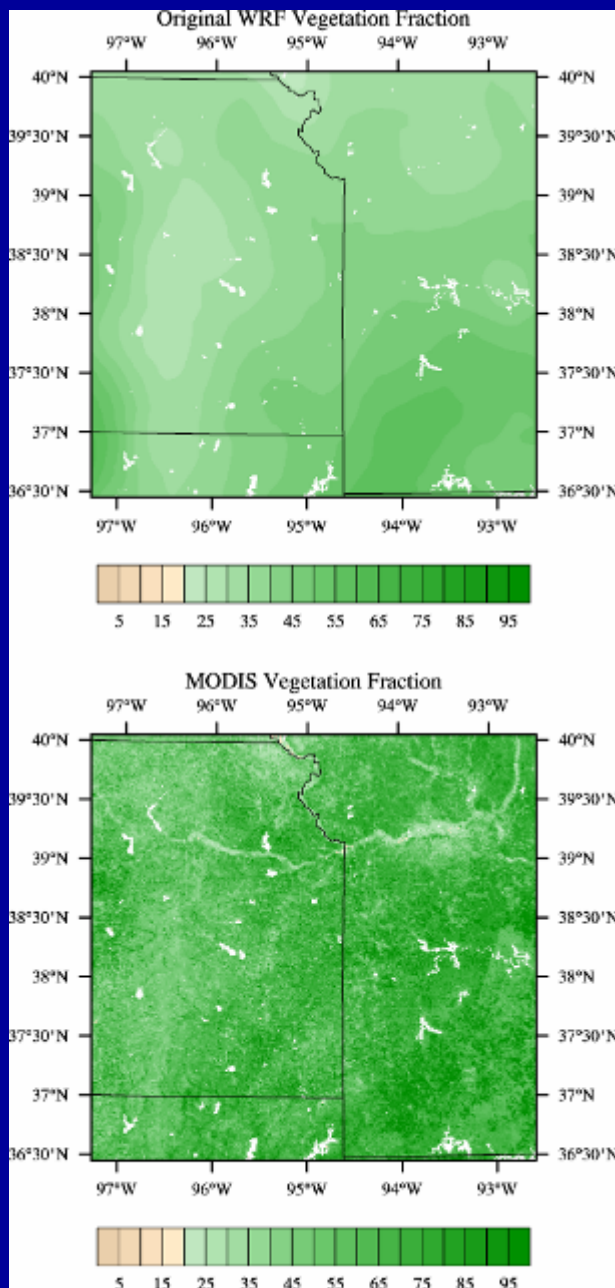 Original WRF Vegetation Fraction
97°W 96°W 95°W 94°W 93°W
40°N 40°N
39°30'N 39°30'N
39°N 39°N
38°30'N 38°30'N
38°N 38°N
37°30'N 37°30'N
37°N 37°N
36°30'N 36°30'N
97°W 96°W 95°W 94°W 93°W
5 15 25 35 45 55 65 75 85 95
MODIS Vegetation Fraction
97°W 96°W 95°W 94°W 93°W
40°N 40°N
39°30'N 39°30'N
39°N 39°N
38°30'N 38°30'N
38°N 38°N
37°30'N 37°30'N
37°N 37°N
36°30'N 36°30'N
97°W 96°W 95°W 94°W 93°W
5 15 25 35 45 55 65 75 85 95